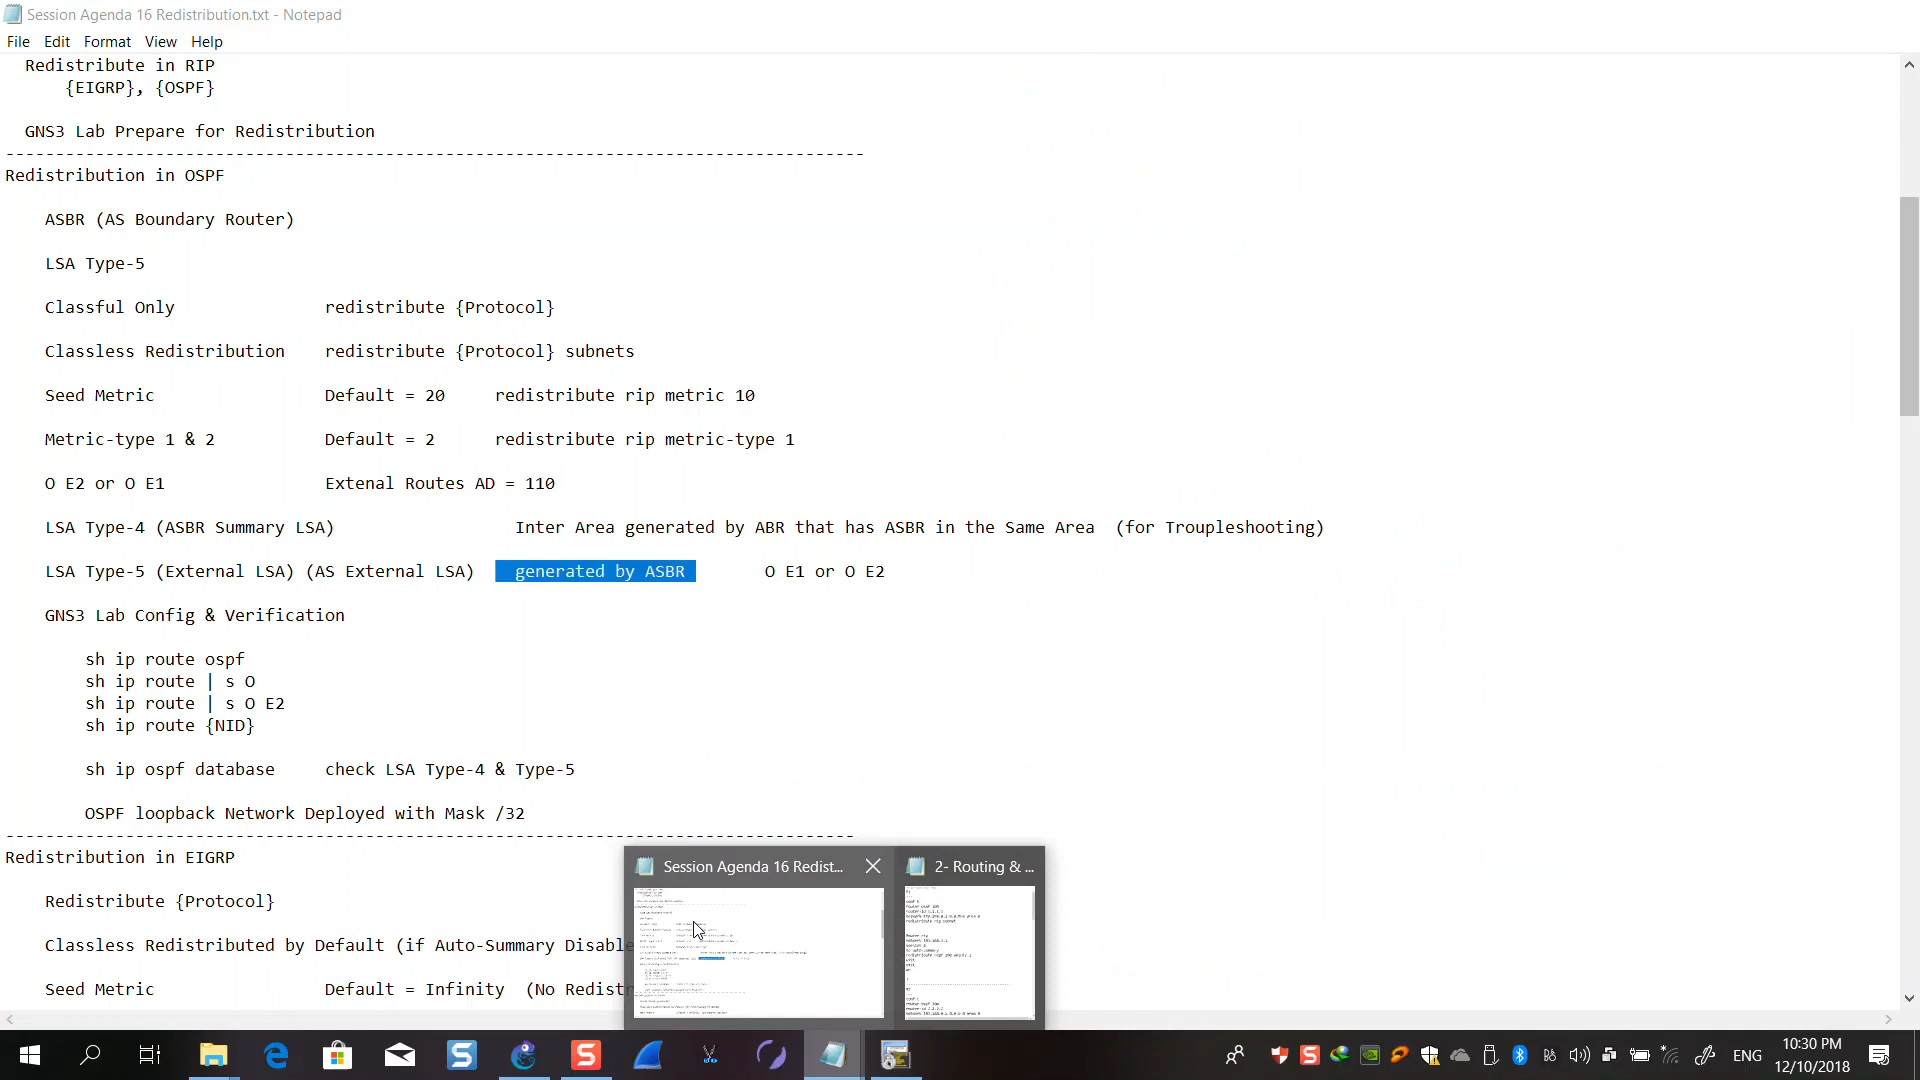 Session Agenda 16 Redistribution.txt - Notepad
File Edit Format View Help
Redistribute in RIP
{EIGRP}, {OSPF}
GNS3 Lab Prepare for Redistribution
--------------------------------------------------------------------------------------
Redistribution in OSPF
ASBR (AS Boundary Router)
LSA Type-5
Classful Only redistribute {Protocol}
Classless Redistribution redistribute {Protocol} subnets
Seed Metric Default = 20 redistribute rip metric 10
Metric-type 1 & 2 Default = 2 redistribute rip metric-type 1
O E2 or O E1 Extenal Routes AD = 110
LSA Type-4 (ASBR Summary LSA) Inter Area generated by ABR that has ASBR in the Same Area (for Troupleshooting)
LSA Type-5 (External LSA) (AS External LSA) generated by ASBR O E1 or O E2
GNS3 Lab Config & Verification
sh ip route ospf
sh ip route | s O
sh ip route | s O E2
sh ip route {NID}
sh ip ospf database check LSA Type-4 & Type-5
OSPF loopback Network Deployed with Mask /32
-------------------------------------------------------------------------------------
Redistribution in EIGRP
Redistribute {Protocol}
Classless Redistributed by Default (if Auto-Summary Disable
Seed Metric Default = Infinity (No Redistr
Session Agenda 16 Redist...
2- Routing & ...
ENG
10:30 PM
12/10/2018